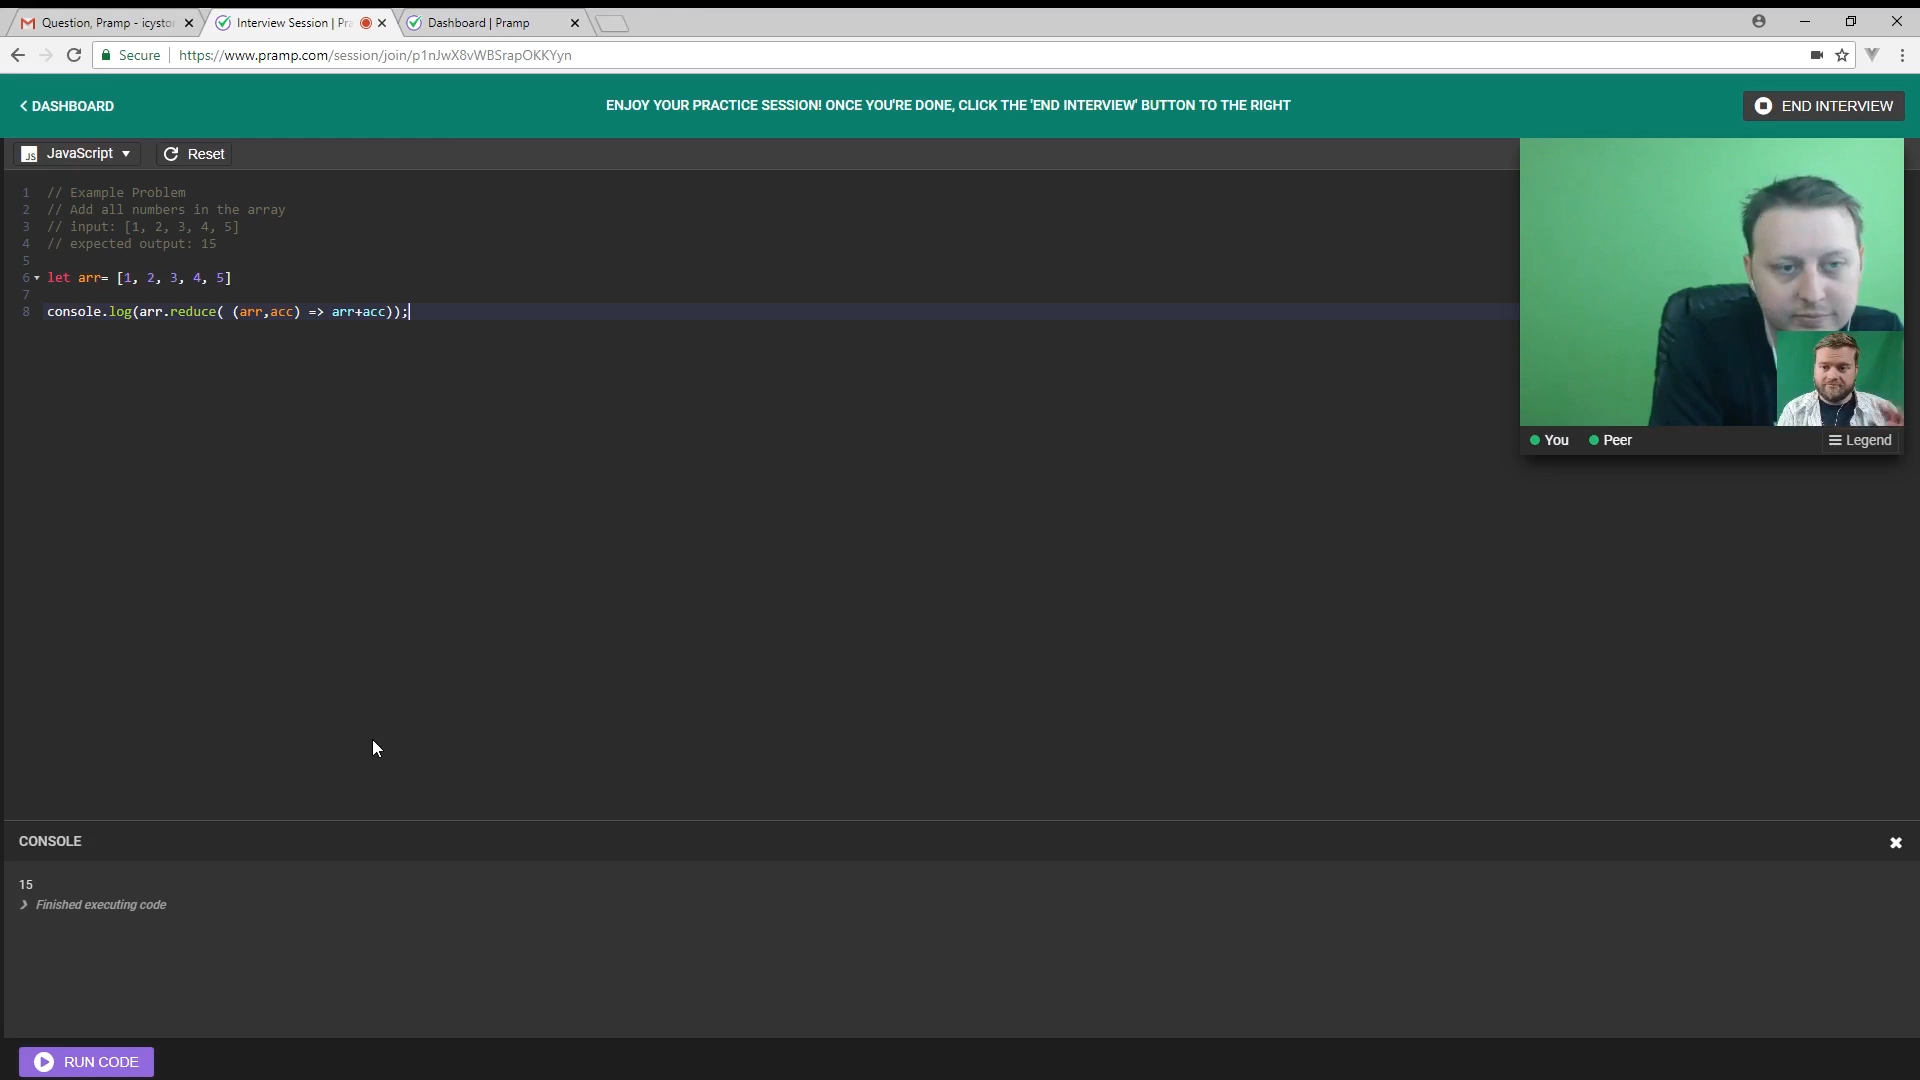 Question, Pramp - icysto
Interview Session | Pra
Dashboard | Pramp
Secure
https://www.pramp.com/session/join/p1nJwX8vWBSrapOKKYyn
DASHBOARD
ENJOY YOUR PRACTICE SESSION! ONCE YOU'RE DONE, CLICK THE 'END INTERVIEW' BUTTON TO THE RIGHT
END INTERVIEW
JS JavaScript
Reset
1 // Example Problem
2 // Add all numbers in the array
3 // input: [1, 2, 3, 4, 5]
4 // expected output: 15
5
6 let arr= [1, 2, 3, 4, 5]
7
8 console.log(arr.reduce( (arr,acc) => arr+acc));
You
Peer
Legend
CONSOLE
15
Finished executing code
RUN CODE